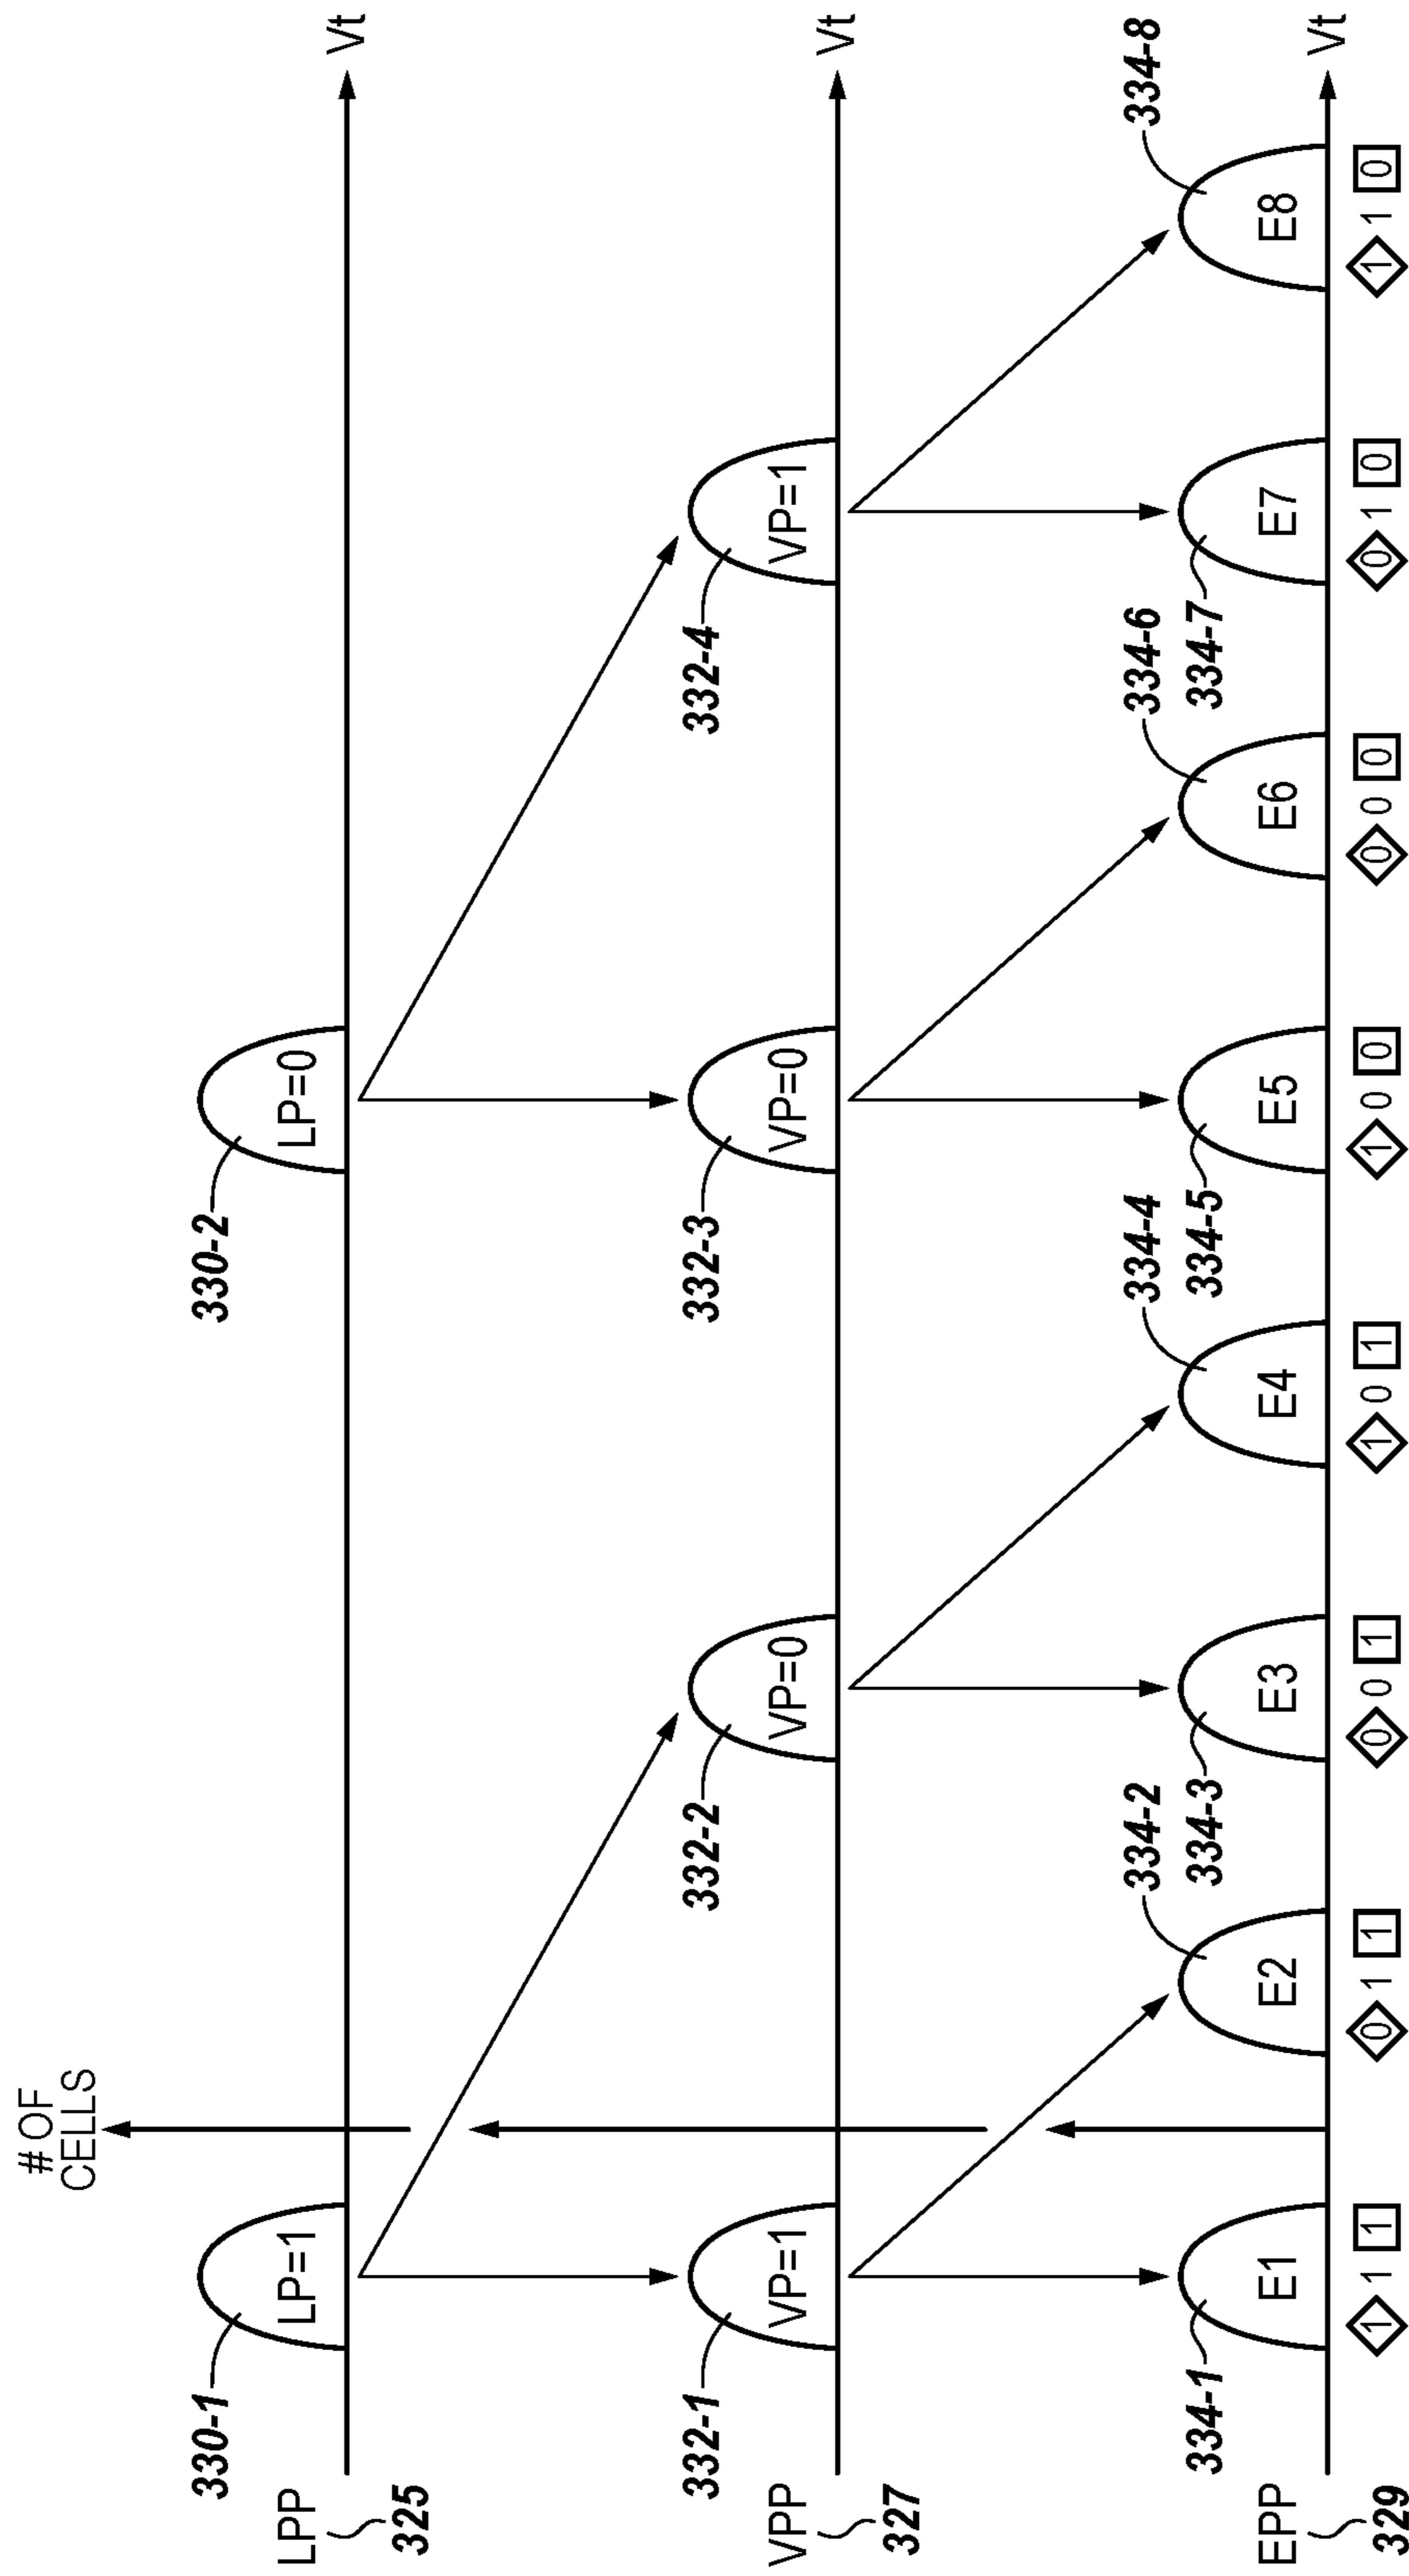 # OF
CELLS
330-1
LP=1
330-2
LP=0
LPP
325
Vt
332-1
VP=1
332-2
VP=0
332-3
VP=0
332-4
VP=1
VPP
327
Vt
334-2
334-4
334-6
334-8
334-1
334-3
334-5
334-7
E1
E2
E3
E4
E5
E6
E7
E8
EPP
329
Vt
1 1 1
0 1 1
0 0 1
1 0 1
1 0 0
0 0 0
0 1 0
1 1 0